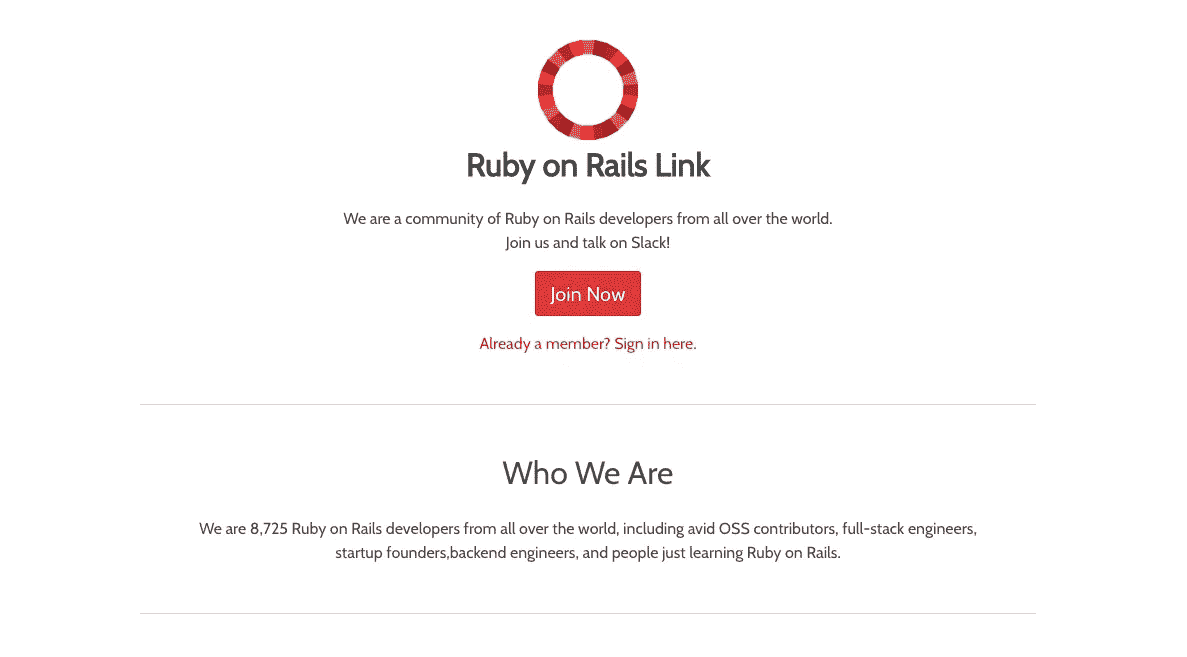 Ruby on Rails Link
We are a community of Ruby on Rails developers from all over the world.
Join us and talk on Slack!
Join Now
Already a member? Sign in here.
Who We Are
We are 8,725 Ruby on Rails developers from all over the world, including avid OSS contributors, full-stack engineers,
startup founders,backend engineers, and people just learning Ruby on Rails.